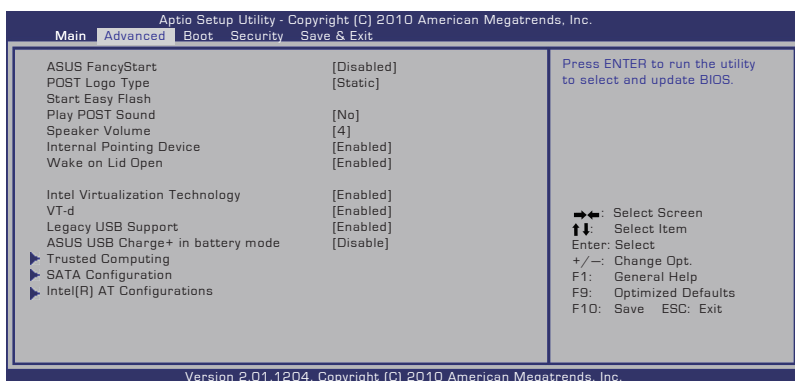 Aptio Setup Utility - Copyright (C) 2010 American Megatrends, Inc.
Main Advanced Boot Security Save & Exit
ASUS FancyStart [Disabled]
POST Logo Type [Static]
Start Easy Flash
Play POST Sound [No]
Speaker Volume [4]
Internal Pointing Device [Enabled]
Wake on Lid Open [Enabled]
Intel Virtualization Technology [Enabled]
VT-d [Enabled]
Legacy USB Support [Enabled]
ASUS USB Charge+ in battery mode [Disable]
Trusted Computing
SATA Configuration
Intel(R) AT Configurations
Press ENTER to run the utility
to select and update BIOS.
→←: Select Screen
↑↓: Select Item
Enter: Select
+/—: Change Opt.
F1: General Help
F9: Optimized Defaults
F10: Save ESC: Exit
Version 2.01.1204. Copyright (C) 2010 American Megatrends, Inc.